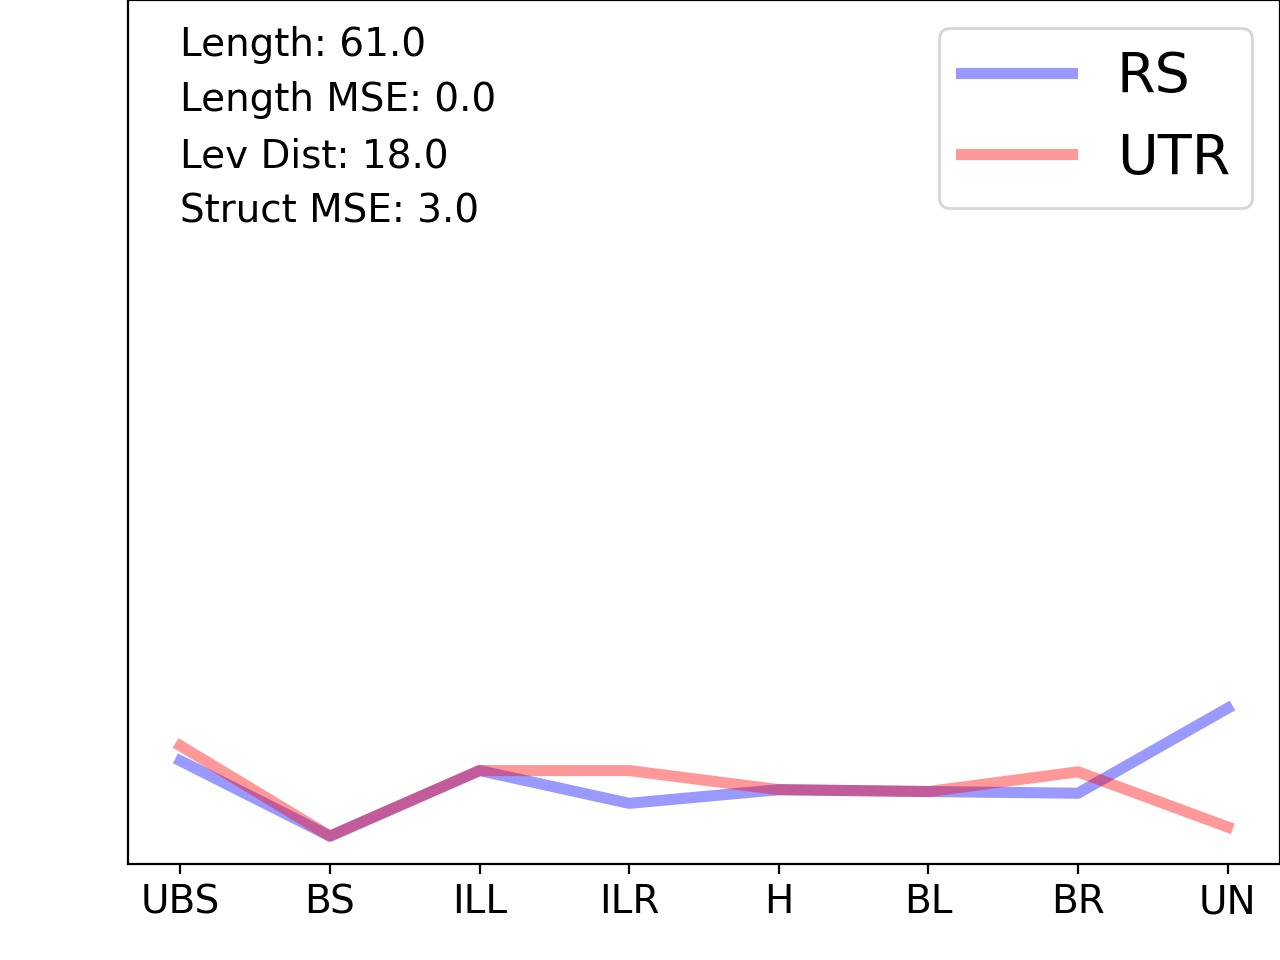 Length: 61.0
Length MSE: 0.0
Lev Dist: 18.0
Struct MSE: 3.0
RS
UTR
UBS BS ILL ILR H BL BR UN